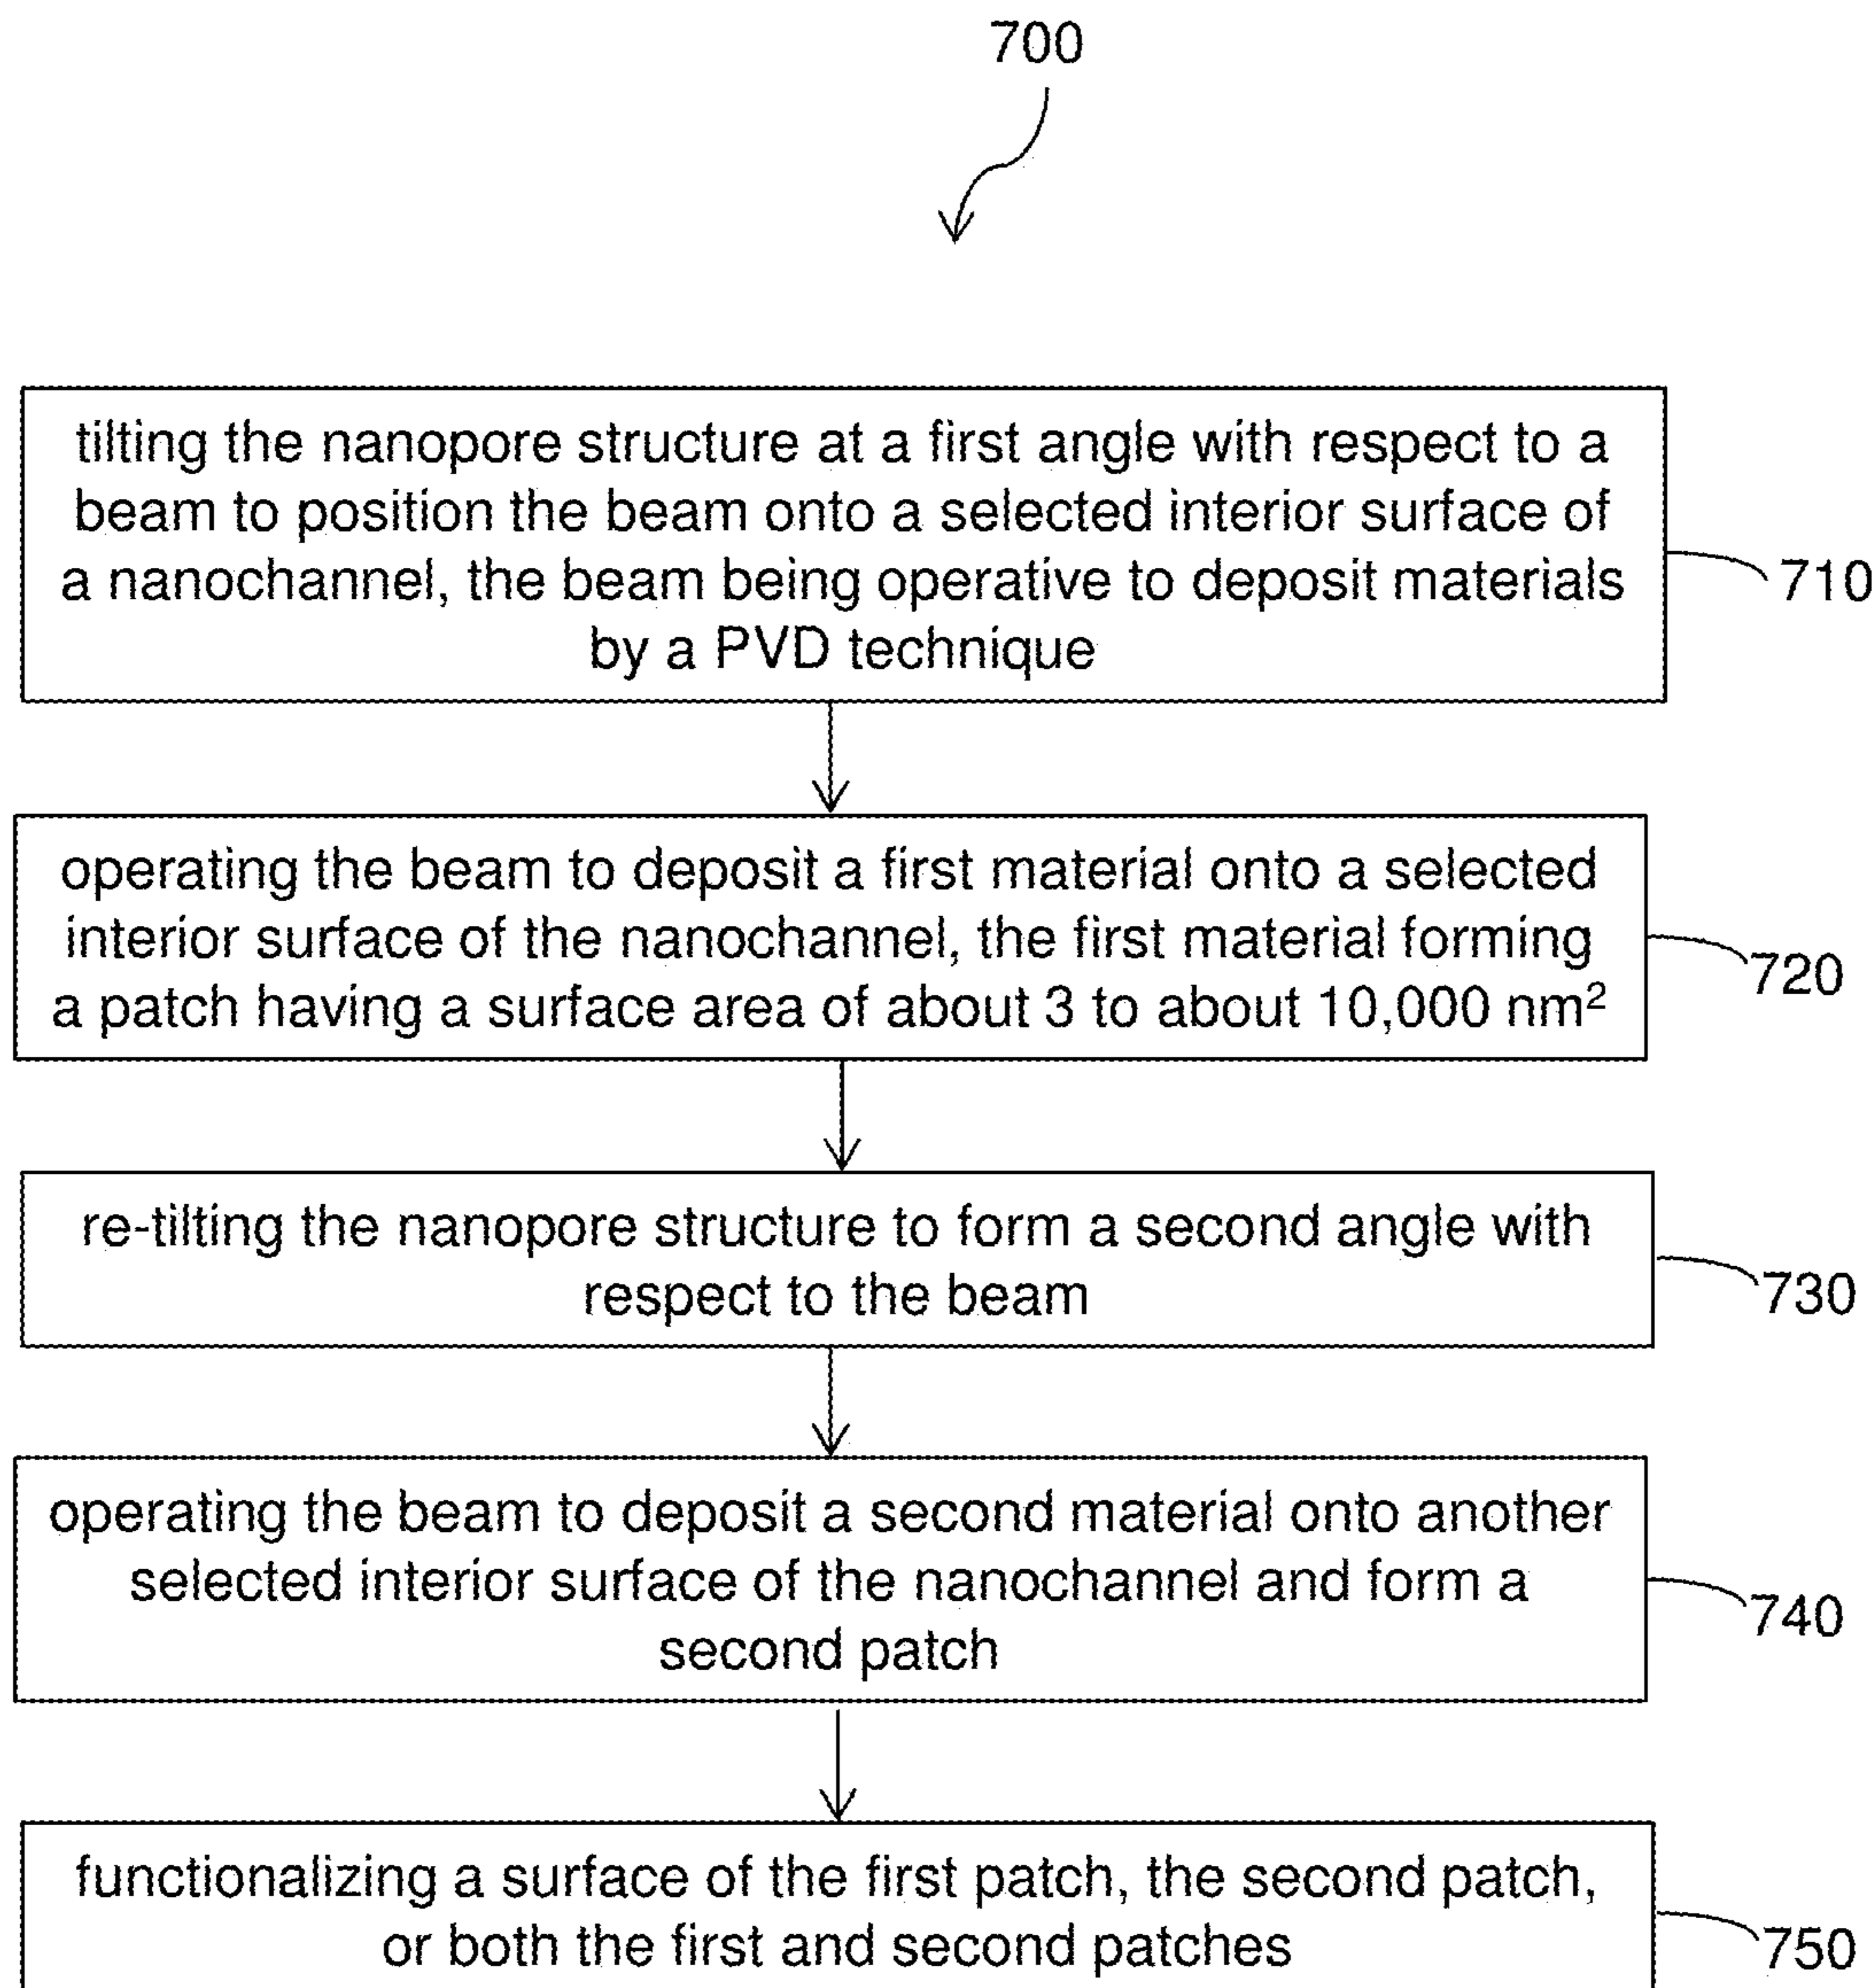 700
tilting the nanopore structure at a first angle with respect to a
beam to position the beam onto a selected interior surface of
a nanochannel, the beam being operative to deposit materials
by a PVD technique
710
operating the beam to deposit a first material onto a selected
interior surface of the nanochannel, the first material forming
a patch having a surface area of about 3 to about 10,000 nm²
720
re-tilting the nanopore structure to form a second angle with
respect to the beam
730
operating the beam to deposit a second material onto another
selected interior surface of the nanochannel and form a
second patch
740
functionalizing a surface of the first patch, the second patch,
or both the first and second patches
750